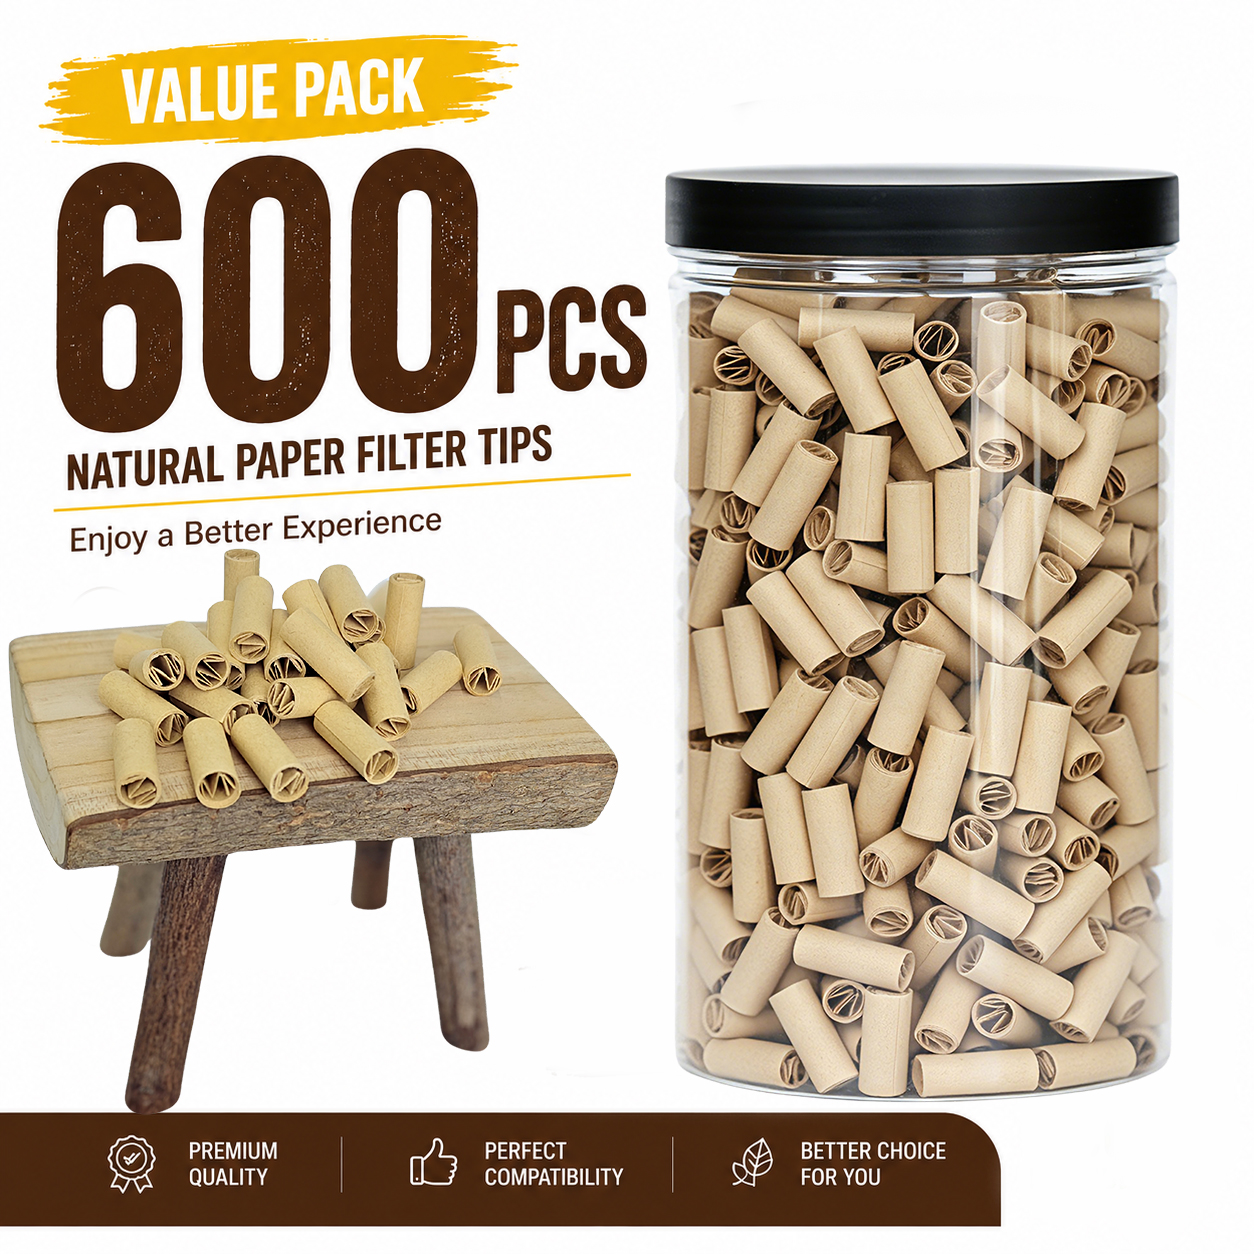 VALUE PACK
600 PCS
NATURAL PAPER FILTER TIPS
Enjoy a Better Experience
PREMIUM
QUALITY
PERFECT
COMPATIBILITY
BETTER CHOICE
FOR YOU